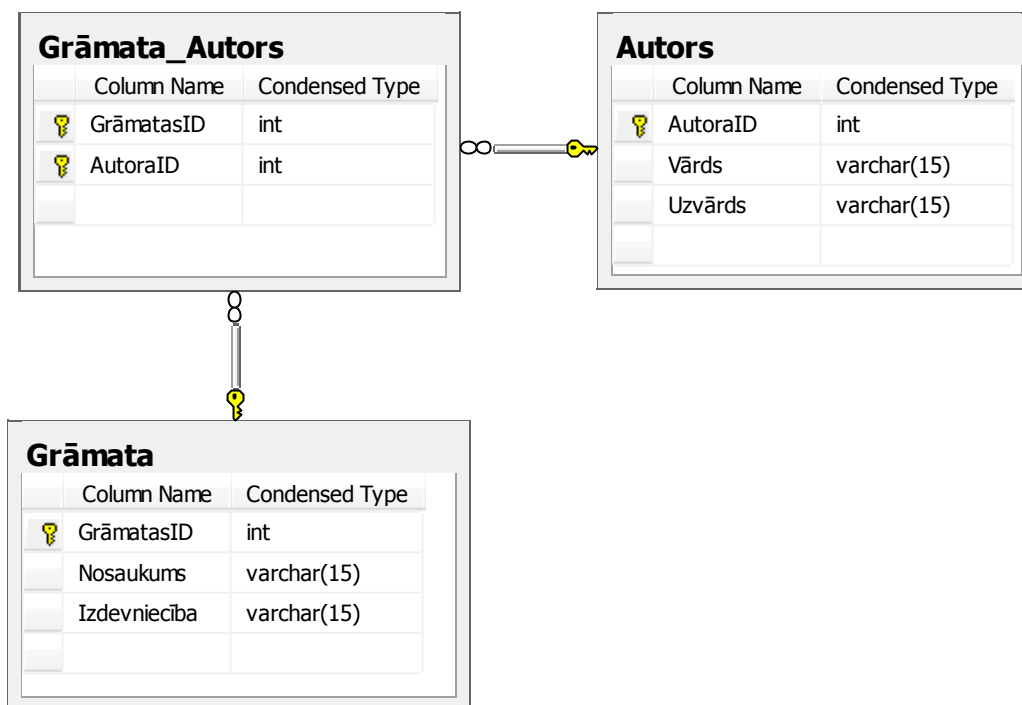 Grāmata_Autors
Column Name Condensed Type
GrāmatasID int
AutoraID int
Autors
Column Name Condensed Type
AutoraID int
Vārds varchar(15)
Uzvārds varchar(15)
Grāmata
Column Name Condensed Type
GrāmatasID int
Nosaukums varchar(15)
Izdevniecība varchar(15)